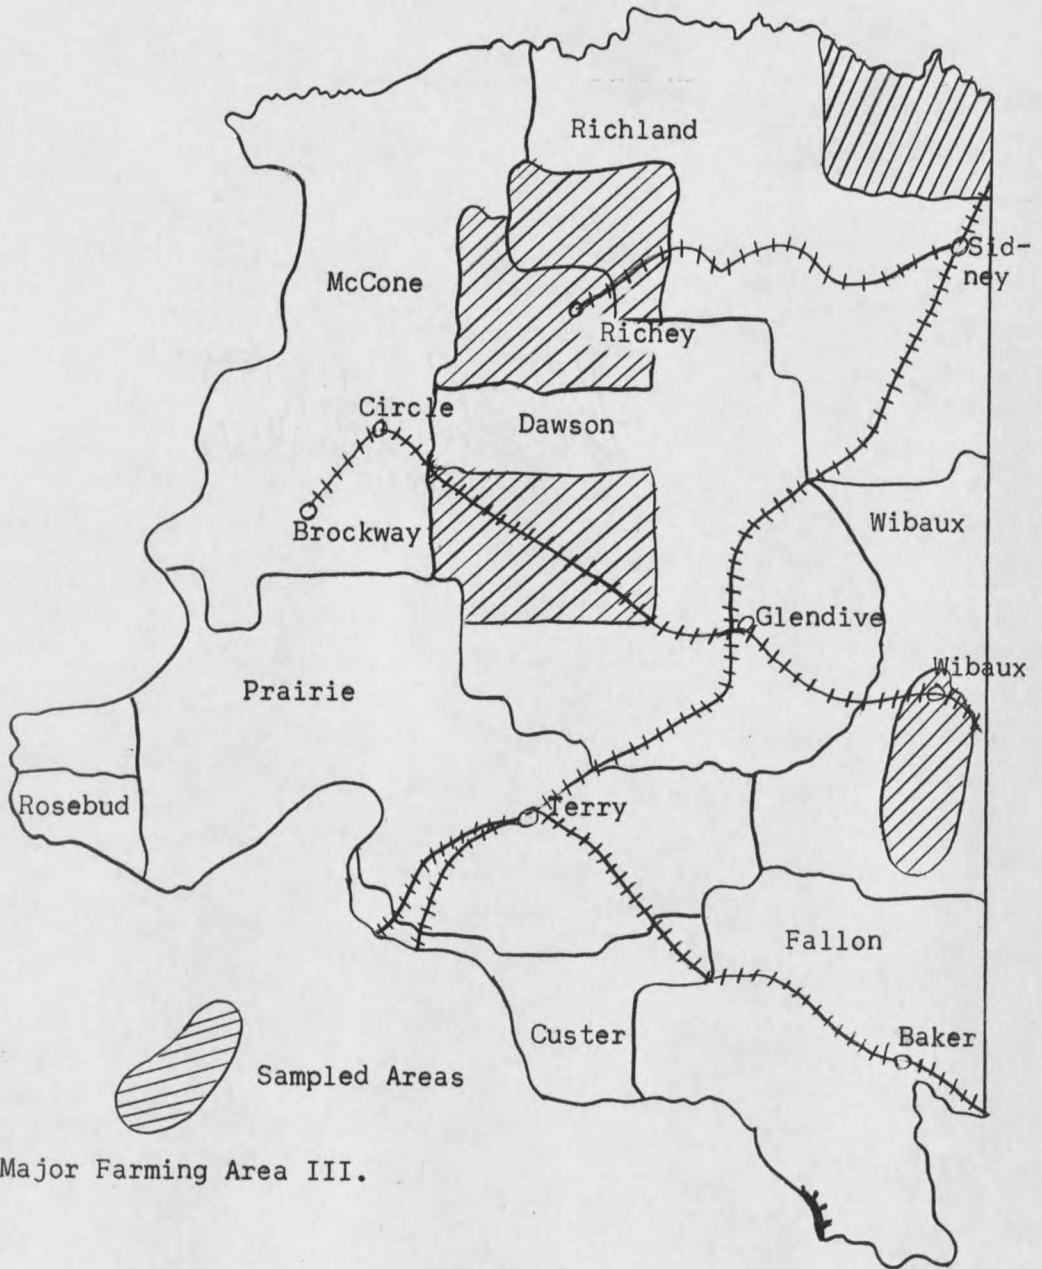 Richland
Sid-
ney
McCone
Richey
Circle
Dawson
Brockway
Wibaux
Glendive
Wibaux
Prairie
Rosebud
Terry
Fallon
Custer
Baker
Sampled Areas
Major Farming Area III.